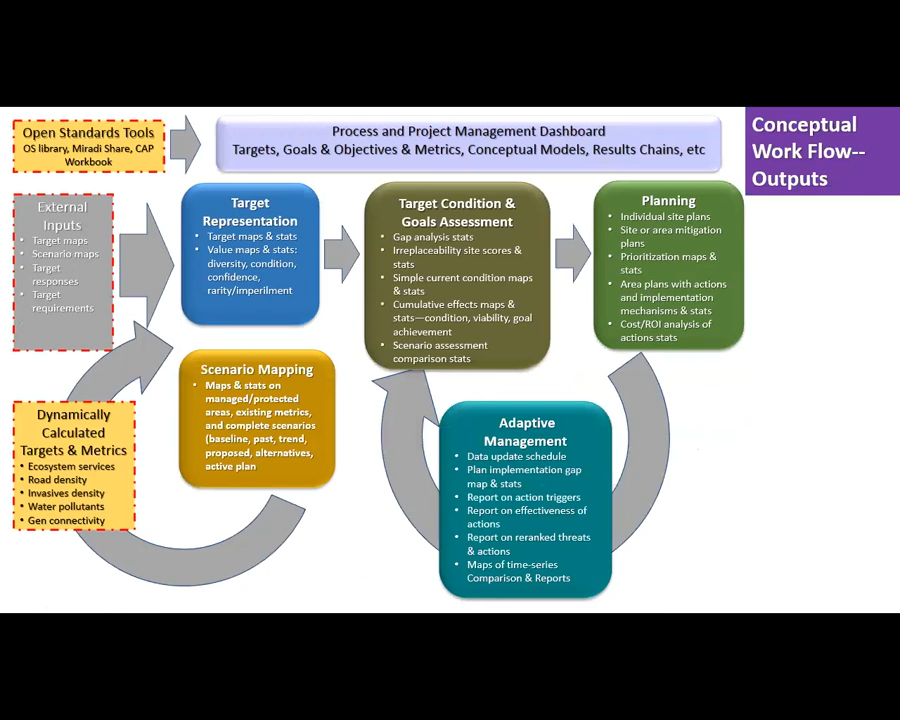 Open Standards Tools
OS library, Miradi Share, CAP
Workbook
Process and Project Management Dashboard
Targets, Goals & Objectives & Metrics, Conceptual Models, Results Chains, etc
Conceptual
Work Flow--
Outputs
External
Inputs
• Target maps
• Scenario maps
• Target
responses
• Target
requirements
Target
Representation
• Target maps & stats
• Value maps & stats:
diversity, condition,
confidence,
rarity/imperilment
Target Condition &
Goals Assessment
• Gap analysis stats
• Irreplaceability site scores &
stats
• Simple current condition maps
& stats
• Cumulative effects maps &
stats—condition, viability, goal
achievement
• Scenario assessment
comparison stats
Planning
• Individual site plans
• Site or area mitigation
plans
• Prioritization maps &
stats
• Area plans with actions
and implementation
mechanisms & stats
• Cost/ROI analysis of
actions stats
Scenario Mapping
• Maps & stats on
managed/protected
areas, existing metrics,
and complete scenarios
(baseline, past, trend,
proposed, alternatives,
active plan
Dynamically
Calculated
Targets & Metrics
• Ecosystem services
• Road density
• Invasives density
• Water pollutants
• Gen connectivity
Adaptive
Management
• Data update schedule
• Plan implementation gap
map & stats
• Report on action triggers
• Report on effectiveness of
actions
• Report on reranked threats
& actions
• Maps of time-series
Comparison & Reports